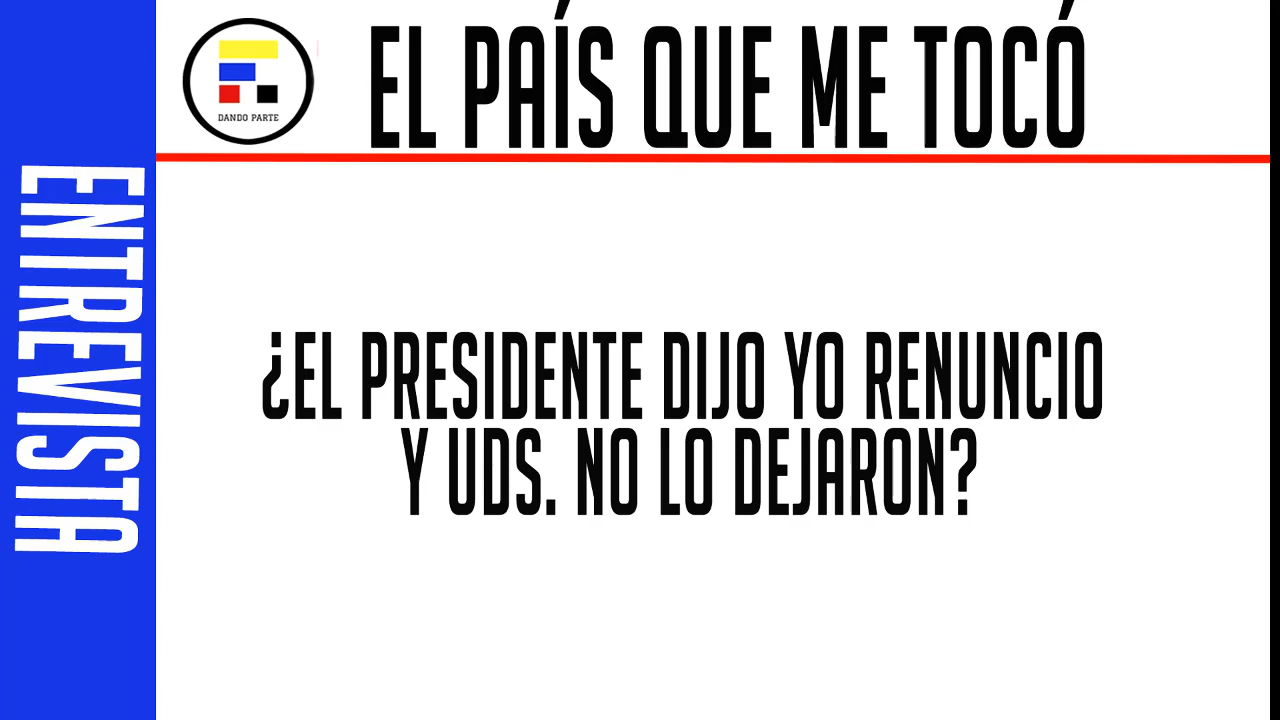 EL PAÍS QUE ME TOCÓ
DANDO PARTE
ENTREVISTA
¿EL PRESIDENTE DIJO YO RENUNCIO
Y UDS. NO LO DEJARON?